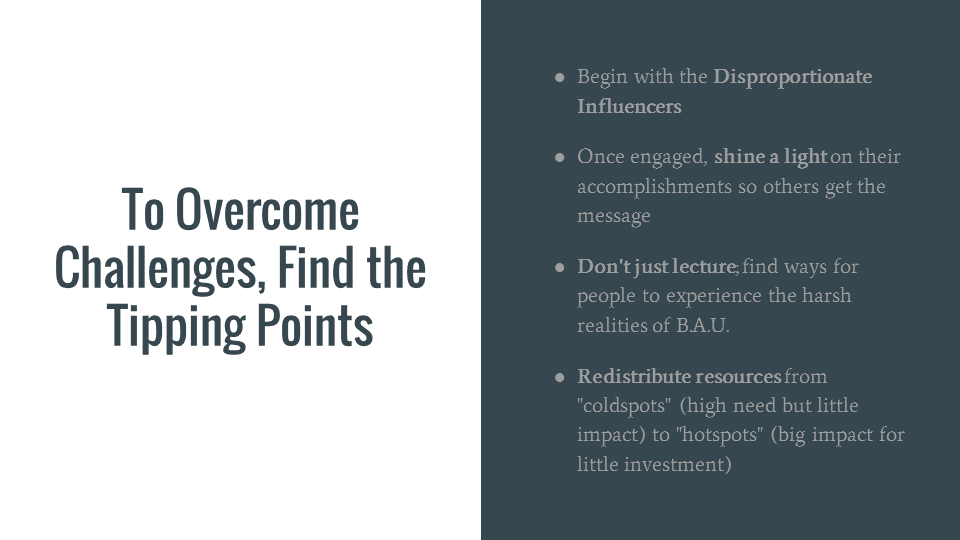 To Overcome
Challenges, Find the
Tipping Points
● Begin with the Disproportionate
Influencers
● Once engaged, shine a light on their
accomplishments so others get the
message
● Don't just lecture; find ways for
people to experience the harsh
realities of B.A.U.
● Redistribute resources from
"coldspots" (high need but little
impact) to "hotspots" (big impact for
little investment)